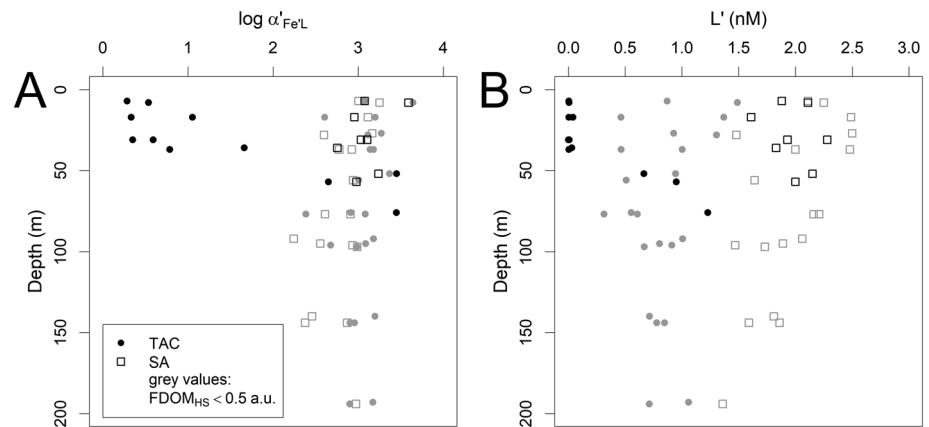 log α'Fe'L
0 1 2 3 4
A
Depth (m)
0
50
100
150
200
TAC
SA
grey values:
FDOMHS < 0.5 a.u.
L' (nM)
0.0 0.5 1.0 1.5 2.0 2.5 3.0
B
Depth (m)
0
50
100
150
200